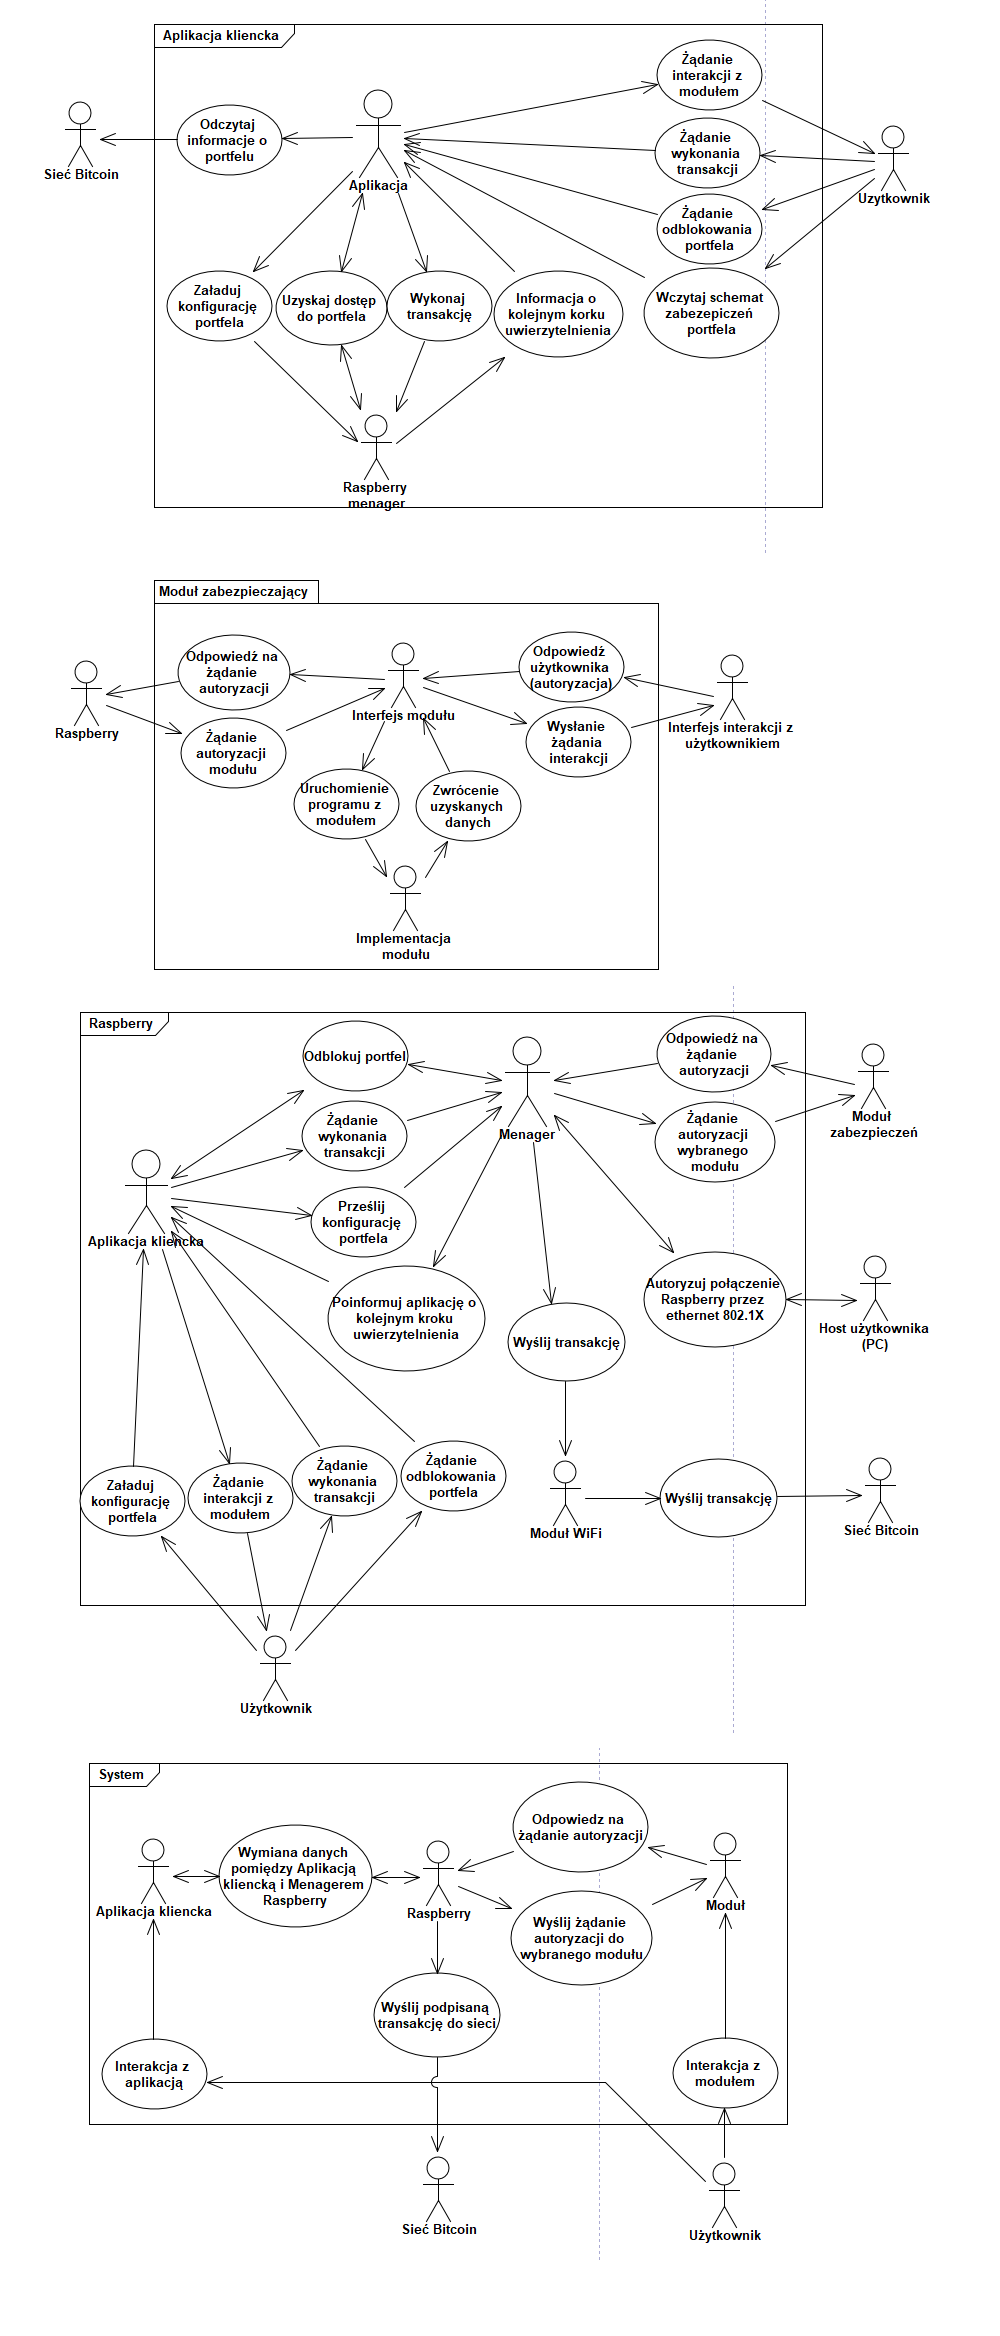 Aplikacja kliencka
Żądanie
interakcji z
modułem
Odczytaj
informacje o
portfelu
Żądanie
wykonania
transakcji
Sieć Bitcoin
Aplikacja
Uzytkownik
Żądanie
odblokowania
portfela
Załaduj
konfigurację
portfela
Uzyskaj dostęp
do portfela
Wykonaj
transakcję
Informacja o
kolejnym korku
uwierzytelnienia
Wczytaj schemat
zabezepiczeń
portfela
Raspberry
menager
Moduł zabezpieczający
Odpowiedź na
żądanie
autoryzacji
Odpowiedź
użytkownika
(autoryzacja)
Interfejs modułu
Raspberry
Żądanie
autoryzacji
modułu
Wysłanie
żądania
interakcji
Interfejs interakcji z
użytkownikiem
Uruchomienie
programu z
modułem
Zwrócenie
uzyskanych
danych
Implementacja
modułu
Raspberry
Odblokuj portfel
Odpowiedź na
żądanie
autoryzacji
Żądanie
wykonania
transakcji
Menager
Żądanie
autoryzacji
wybranego
modułu
Moduł
zabezpieczeń
Prześlij
konfigurację
portfela
Aplikacja kliencka
Poinformuj aplikację o
kolejnym kroku
uwierzytelnienia
Autoryzuj połączenie
Raspberry przez
ethernet 802.1X
Host użytkownika
(PC)
Wyślij transakcję
Załaduj
konfigurację
portfela
Żądanie
interakcji z
modułem
Żądanie
wykonania
transakcji
Żądanie
odblokowania
portfela
Moduł WiFi
Wyślij transakcję
Sieć Bitcoin
Użytkownik
System
Odpowiedz na
żądanie autoryzacji
Wymiana danych
pomiędzy Aplikacją
kliencką i Menagerem
Raspberry
Aplikacja kliencka
Raspberry
Moduł
Wyślij żądanie
autoryzacji do
wybranego modułu
Wyślij podpisaną
transakcję do sieci
Interakcja z
aplikacją
Interakcja z
modułem
Sieć Bitcoin
Użytkownik